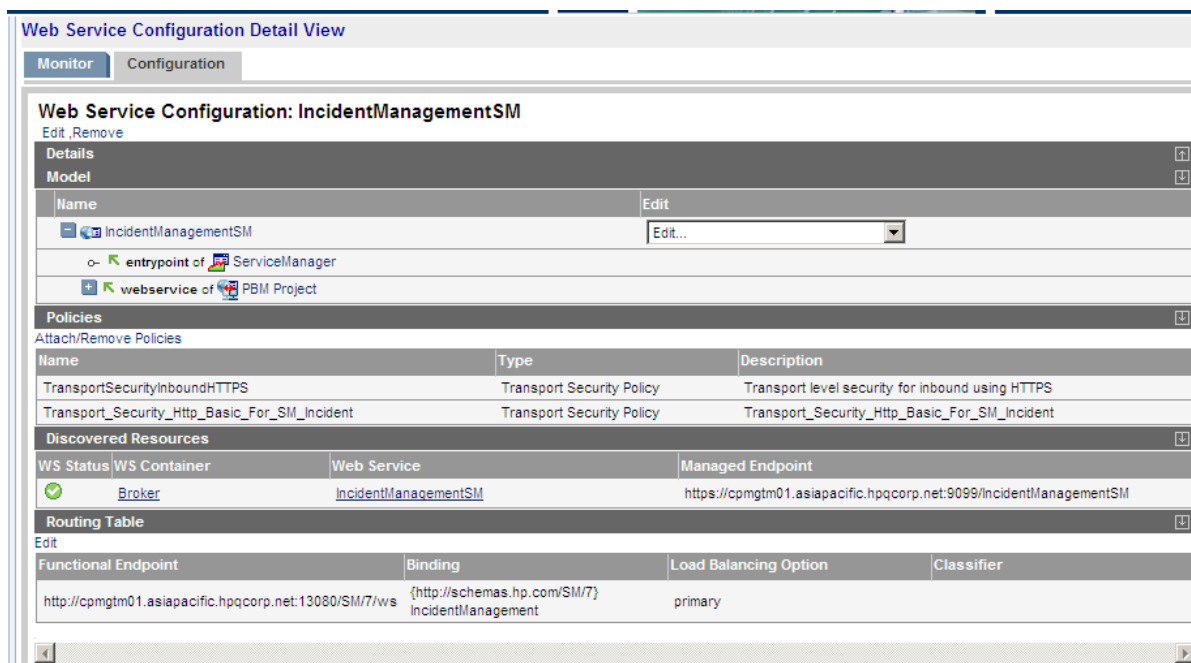 Web Service Configuration Detail View
Monitor Configuration
Web Service Configuration: IncidentManagementSM
Edit ,Remove
Details
Model
Name Edit
IncidentManagementSM Edit...
entrypoint of ServiceManager
webservice of PBM Project
Policies
Attach/Remove Policies
Name Type Description
TransportSecurityInboundHTTPS Transport Security Policy Transport level security for inbound using HTTPS
Transport_Security_Http_Basic_For_SM_Incident Transport Security Policy Transport_Security_Http_Basic_For_SM_Incident
Discovered Resources
WS Status WS Container Web Service Managed Endpoint
Broker IncidentManagementSM https://cpmgtm01.asiapacific.hpqcorp.net:9099/IncidentManagementSM
Routing Table
Edit
Functional Endpoint Binding Load Balancing Option Classifier
http://cpmgtm01.asiapacific.hpqcorp.net:13080/SM/7/ws {http://schemas.hp.com/SM/7} primary
IncidentManagement